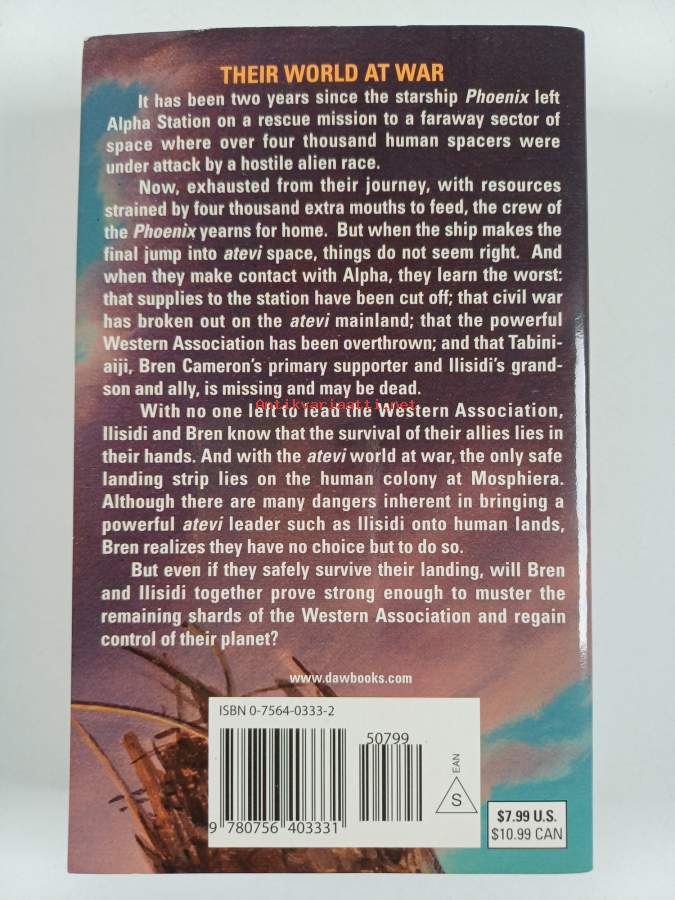 THEIR WORLD AT WAR
It has been two years since the starship Phoenix left
Alpha Station on a rescue mission to a faraway sector of
space where over four thousand human spacers were
under attack by a hostile alien race.
Now, exhausted from their journey, with resources
strained by four thousand extra mouths to feed, the crew of
the Phoenix yearns for home. But when the ship makes the
final jump into atevi space, things do not seem right. And
when they make contact with Alpha, they learn the worst:
that supplies to the station have been cut off; that civil war
has broken out on the atevi mainland; that the powerful
Western Association has been overthrown; and that Tabini-
aiji, Bren Cameron's primary supporter and Ilisidi's grand-
son and ally, is missing and may be dead.
Antikvariaatti.net
With no one left to lead the Western Association,
Ilisidi and Bren know that the survival of their allies lies in
their hands. And with the atevi world at war, the only safe
landing strip lies on the human colony at Mosphiera.
Although there are many dangers inherent in bringing a
powerful atevi leader such as Ilisidi onto human lands,
Bren realizes they have no choice but to do so.
But even if they safely survive their landing, will Bren
and Ilisidi together prove strong enough to muster the
remaining shards of the Western Association and regain
control of their planet?
www.dawbooks.com
ISBN 0-7564-0333-2
50799
EAN
S
9 780756 403331
$7.99 U.S.
$10.99 CAN